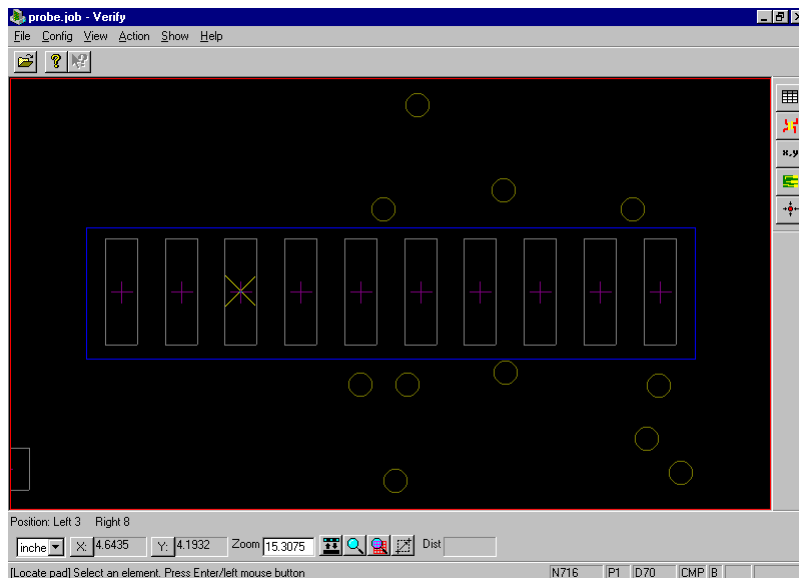 probe.job - Verify
File Config View Action Show Help
x,y
Position: Left 3 Right 8
inche X: 4.6435 Y: 4.1932 Zoom 15.3075 Dist
[Locate pad] Select an element. Press Enter/left mouse button N716 P1 D70 CMP B